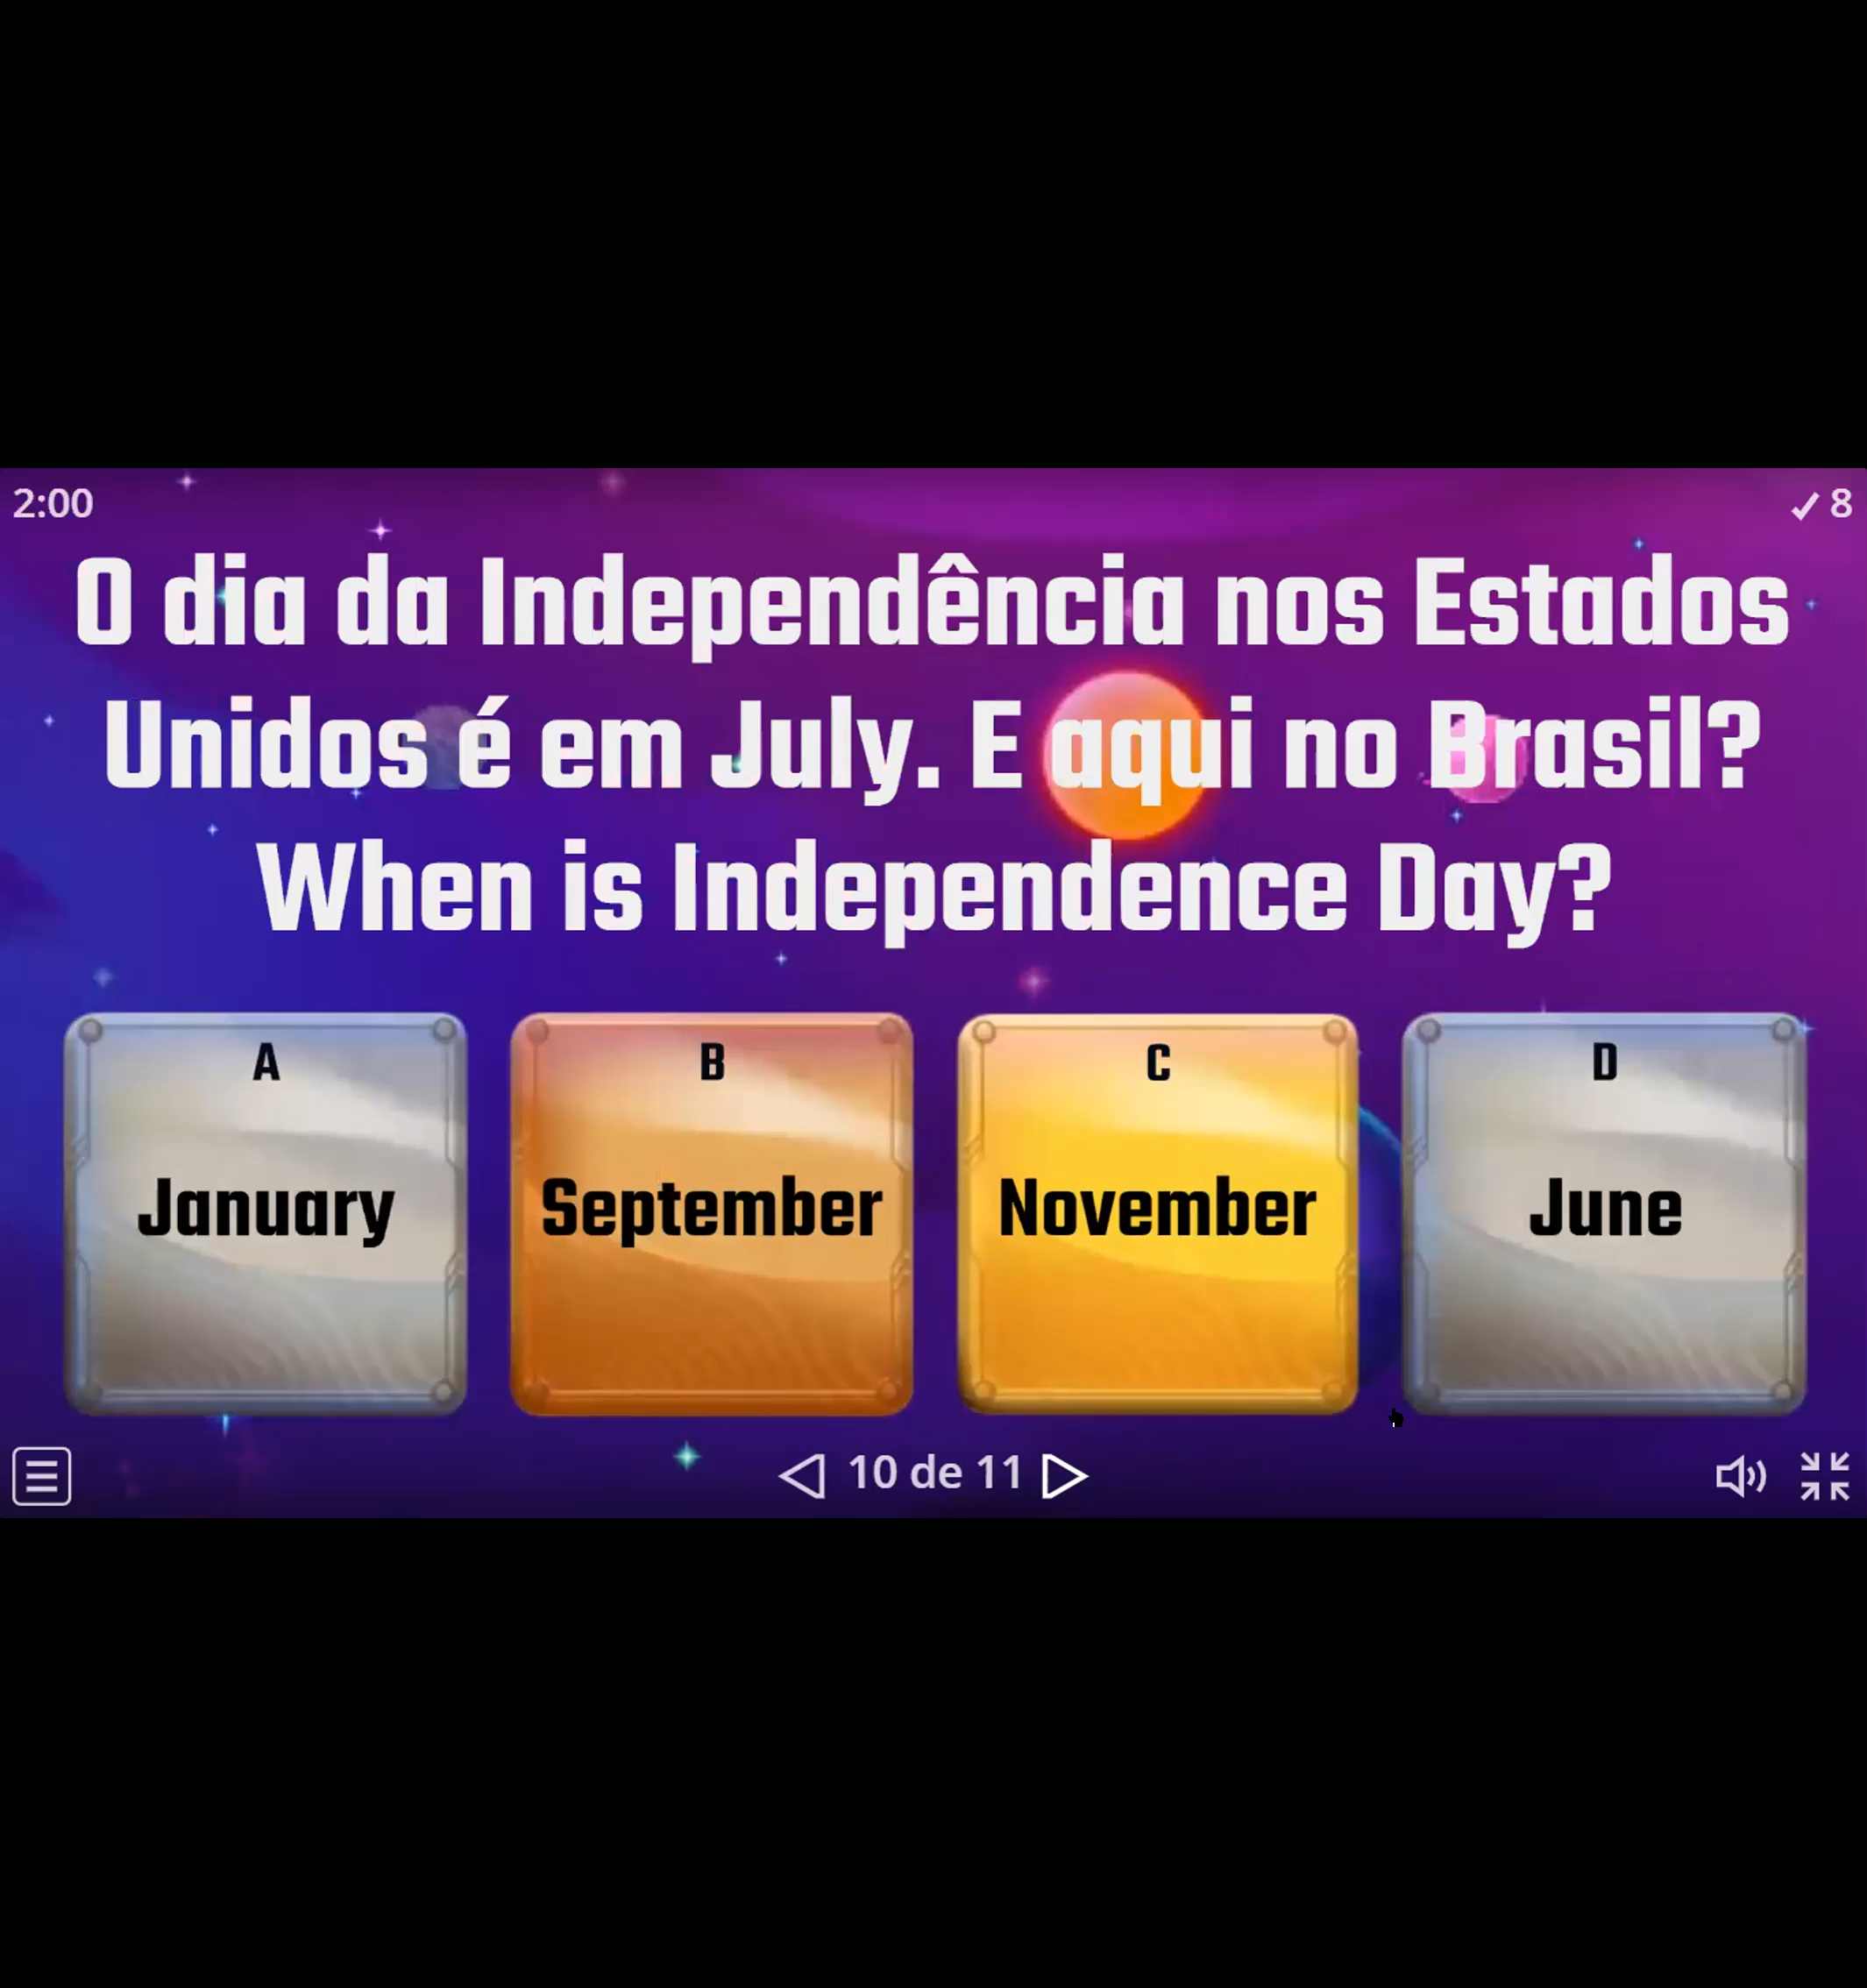 2:00
✓ 8
O dia da Independência nos Estados
Unidos é em July. E aqui no Brasil?
When is Independence Day?
A
January
B
September
C
November
D
June
10 de 11